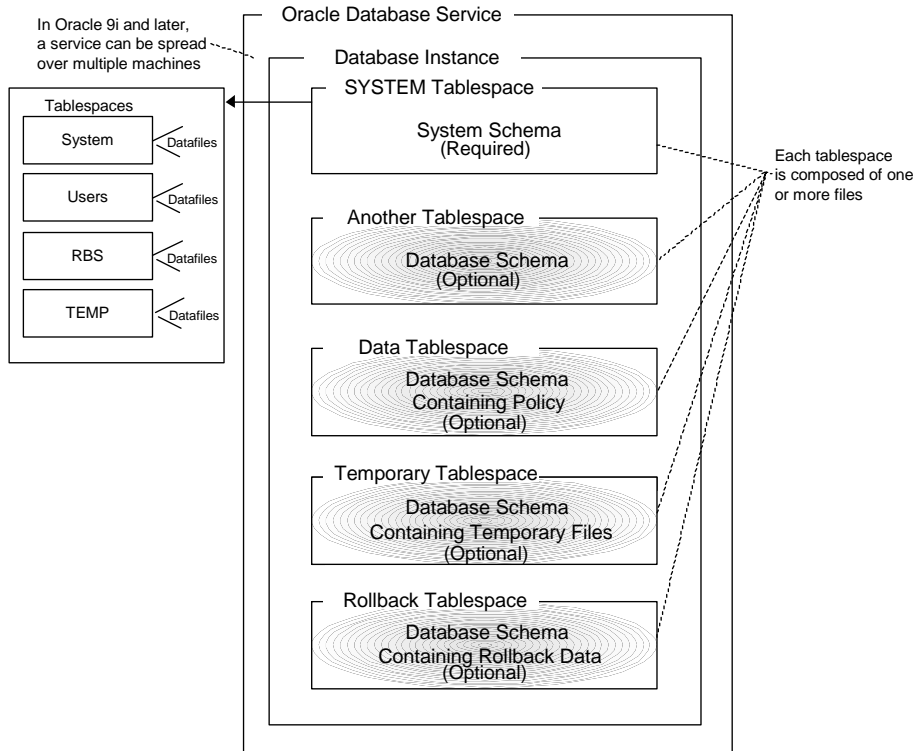 Oracle Database Service
In Oracle 9i and later,
a service can be spread
over multiple machines
Database Instance
SYSTEM Tablespace
System Schema
(Required)
Tablespaces
System
Datafiles
Users
Datafiles
RBS
Datafiles
TEMP
Datafiles
Each tablespace
is composed of one
or more files
Another Tablespace
Database Schema
(Optional)
Data Tablespace
Database Schema
Containing Policy
(Optional)
Temporary Tablespace
Database Schema
Containing Temporary Files
(Optional)
Rollback Tablespace
Database Schema
Containing Rollback Data
(Optional)